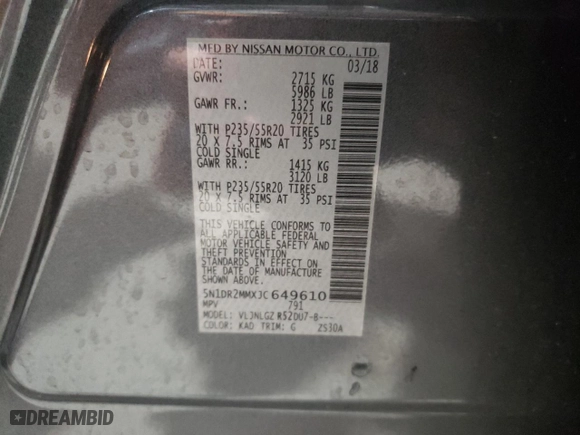 MFD BY NISSAN MOTOR CO., LTD.
DATE: 03/18
GVWR: 2715 KG
5986 LB
GAWR FR.: 1325 KG
2921 LB
WITH P235/55R20 TIRES
20 X 7.5 RIMS AT 35 PSI
COLD SINGLE
GAWR RR.: 1415 KG
3120 LB
WITH P235/55R20 TIRES
20 X 7.5 RIMS AT 35 PSI
COLD SINGLE
THIS VEHICLE CONFORMS TO
ALL APPLICABLE FEDERAL
MOTOR VEHICLE SAFETY AND
THEFT PREVENTION
STANDARDS IN EFFECT ON
THE DATE OF MANUFACTURE
SHOWN ABOVE.
5N1DR2MMXJC649610
MPV 791
MODEL: VLJNLGZ R52DU7-B---
COLOR: KAD TRIM: G ZS30A
DREAMBID